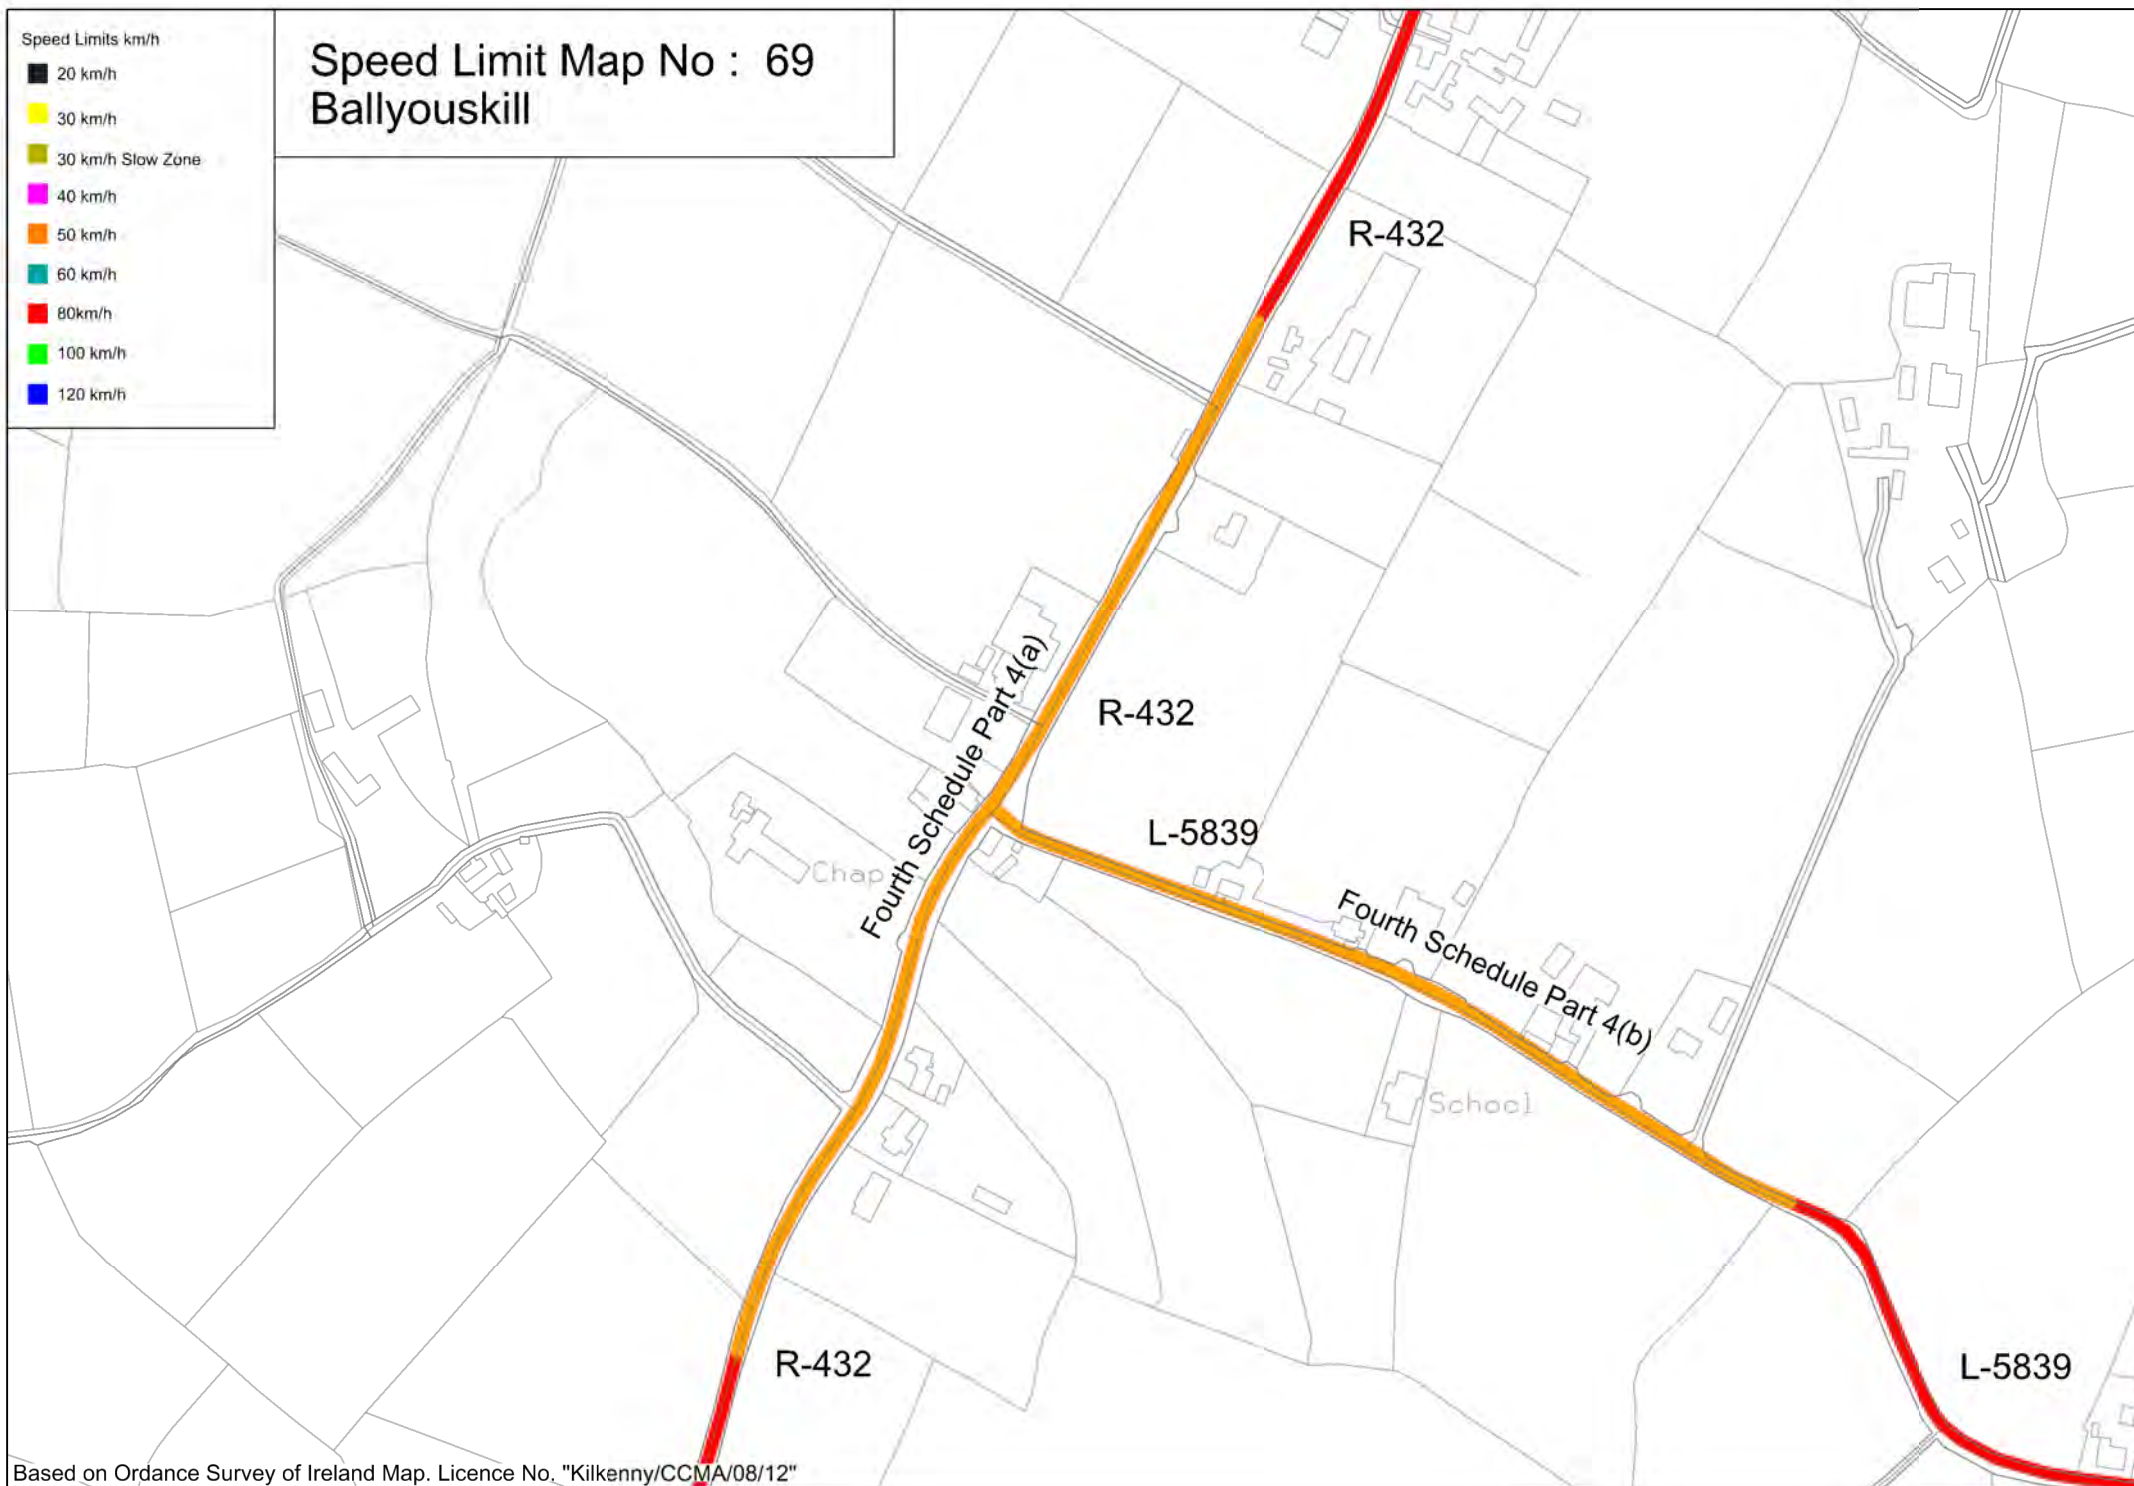 Speed Limits km/h
20 km/h
30 km/h
30 km/h Slow Zone
40 km/h
50 km/h
60 km/h
80km/h
100 km/h
120 km/h
Speed Limit Map No : 69
Ballyouskill
R-432
Fourth Schedule Part 4(a)
R-432
L-5839
Chap
Fourth Schedule Part 4(b)
School
R-432
L-5839
Based on Ordance Survey of Ireland Map. Licence No. "Kilkenny/CCMA/08/12"